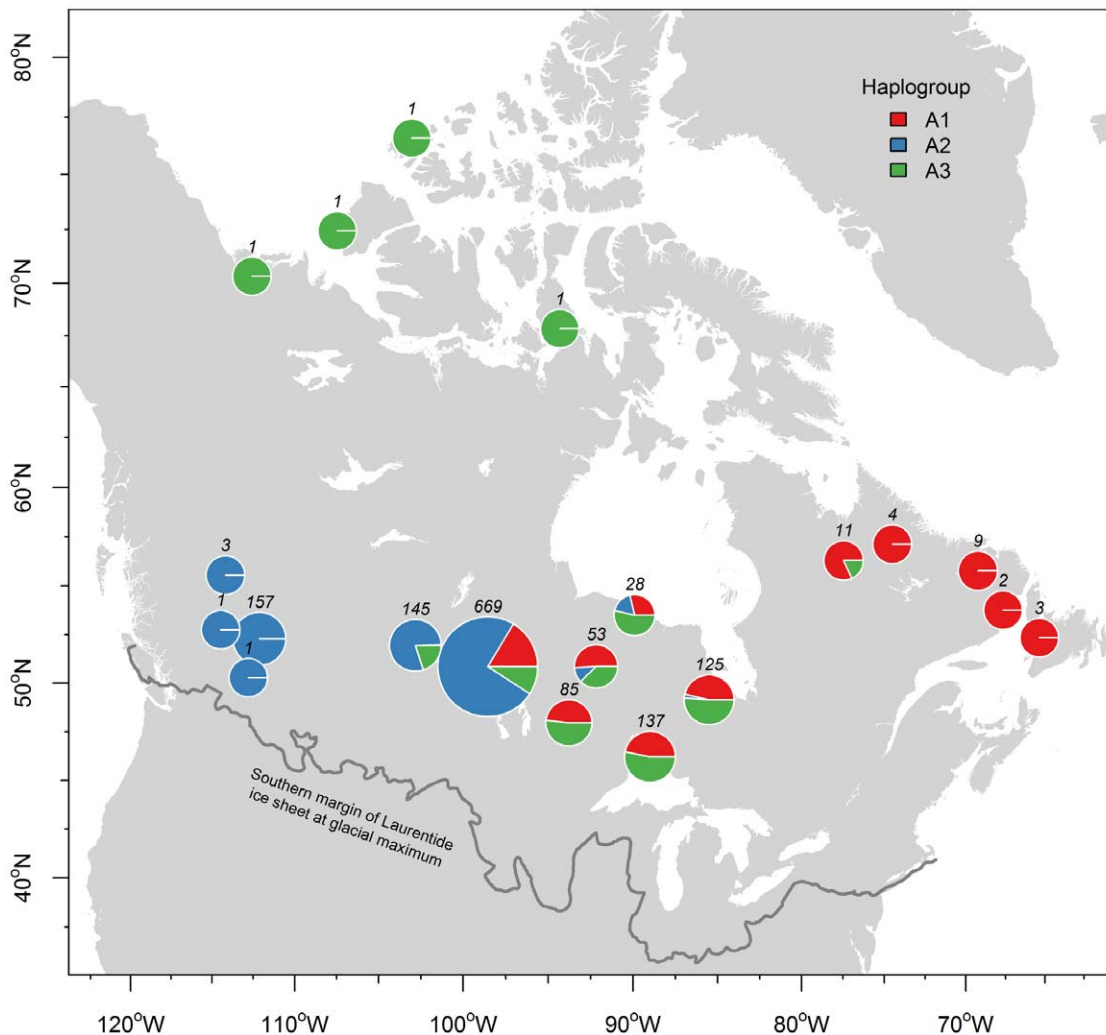 80°N
70°N
60°N
50°N
40°N
Haplogroup
A1
A2
A3
1
1
1
1
11
4
9
2
3
3
1
157
1
145
669
28
53
125
85
137
Southern margin of Laurentide
ice sheet at glacial maximum
120°W
110°W
100°W
90°W
80°W
70°W